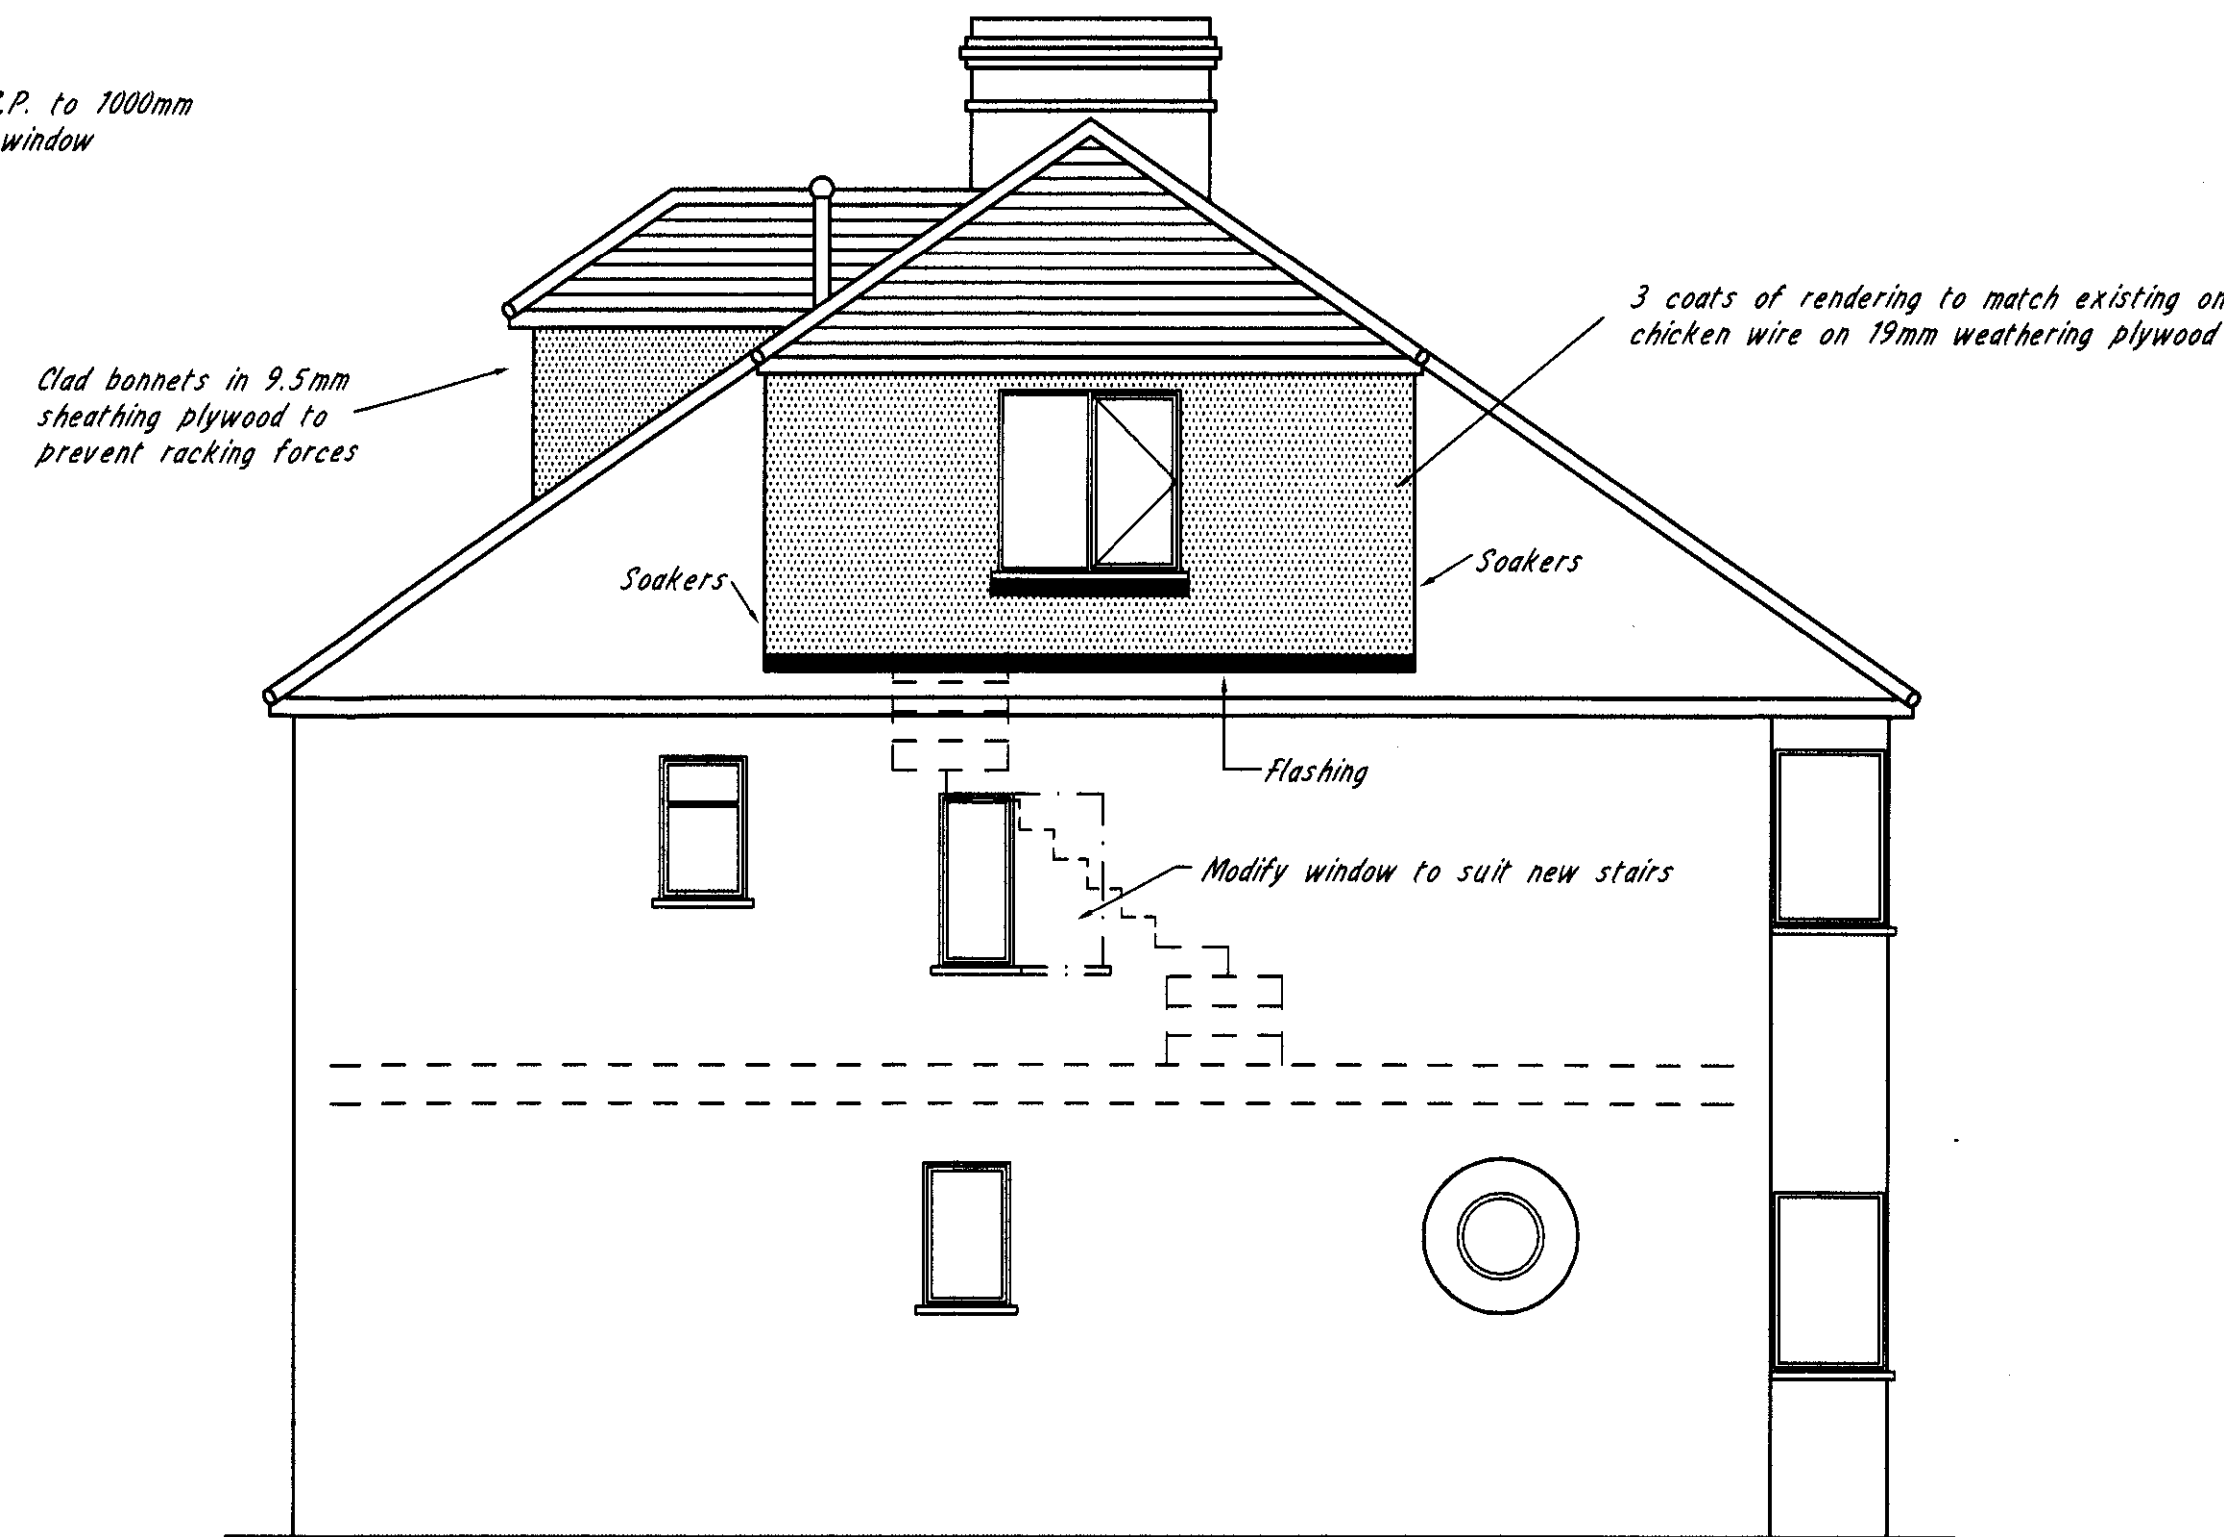 .P. to 1000mm
window
3 coats of rendering to match existing on
chicken wire on 19mm weathering plywood
Clad bonnets in 9.5mm
sheathing plywood to
prevent racking forces
Soakers
Soakers
Flashing
Modify window to suit new stairs